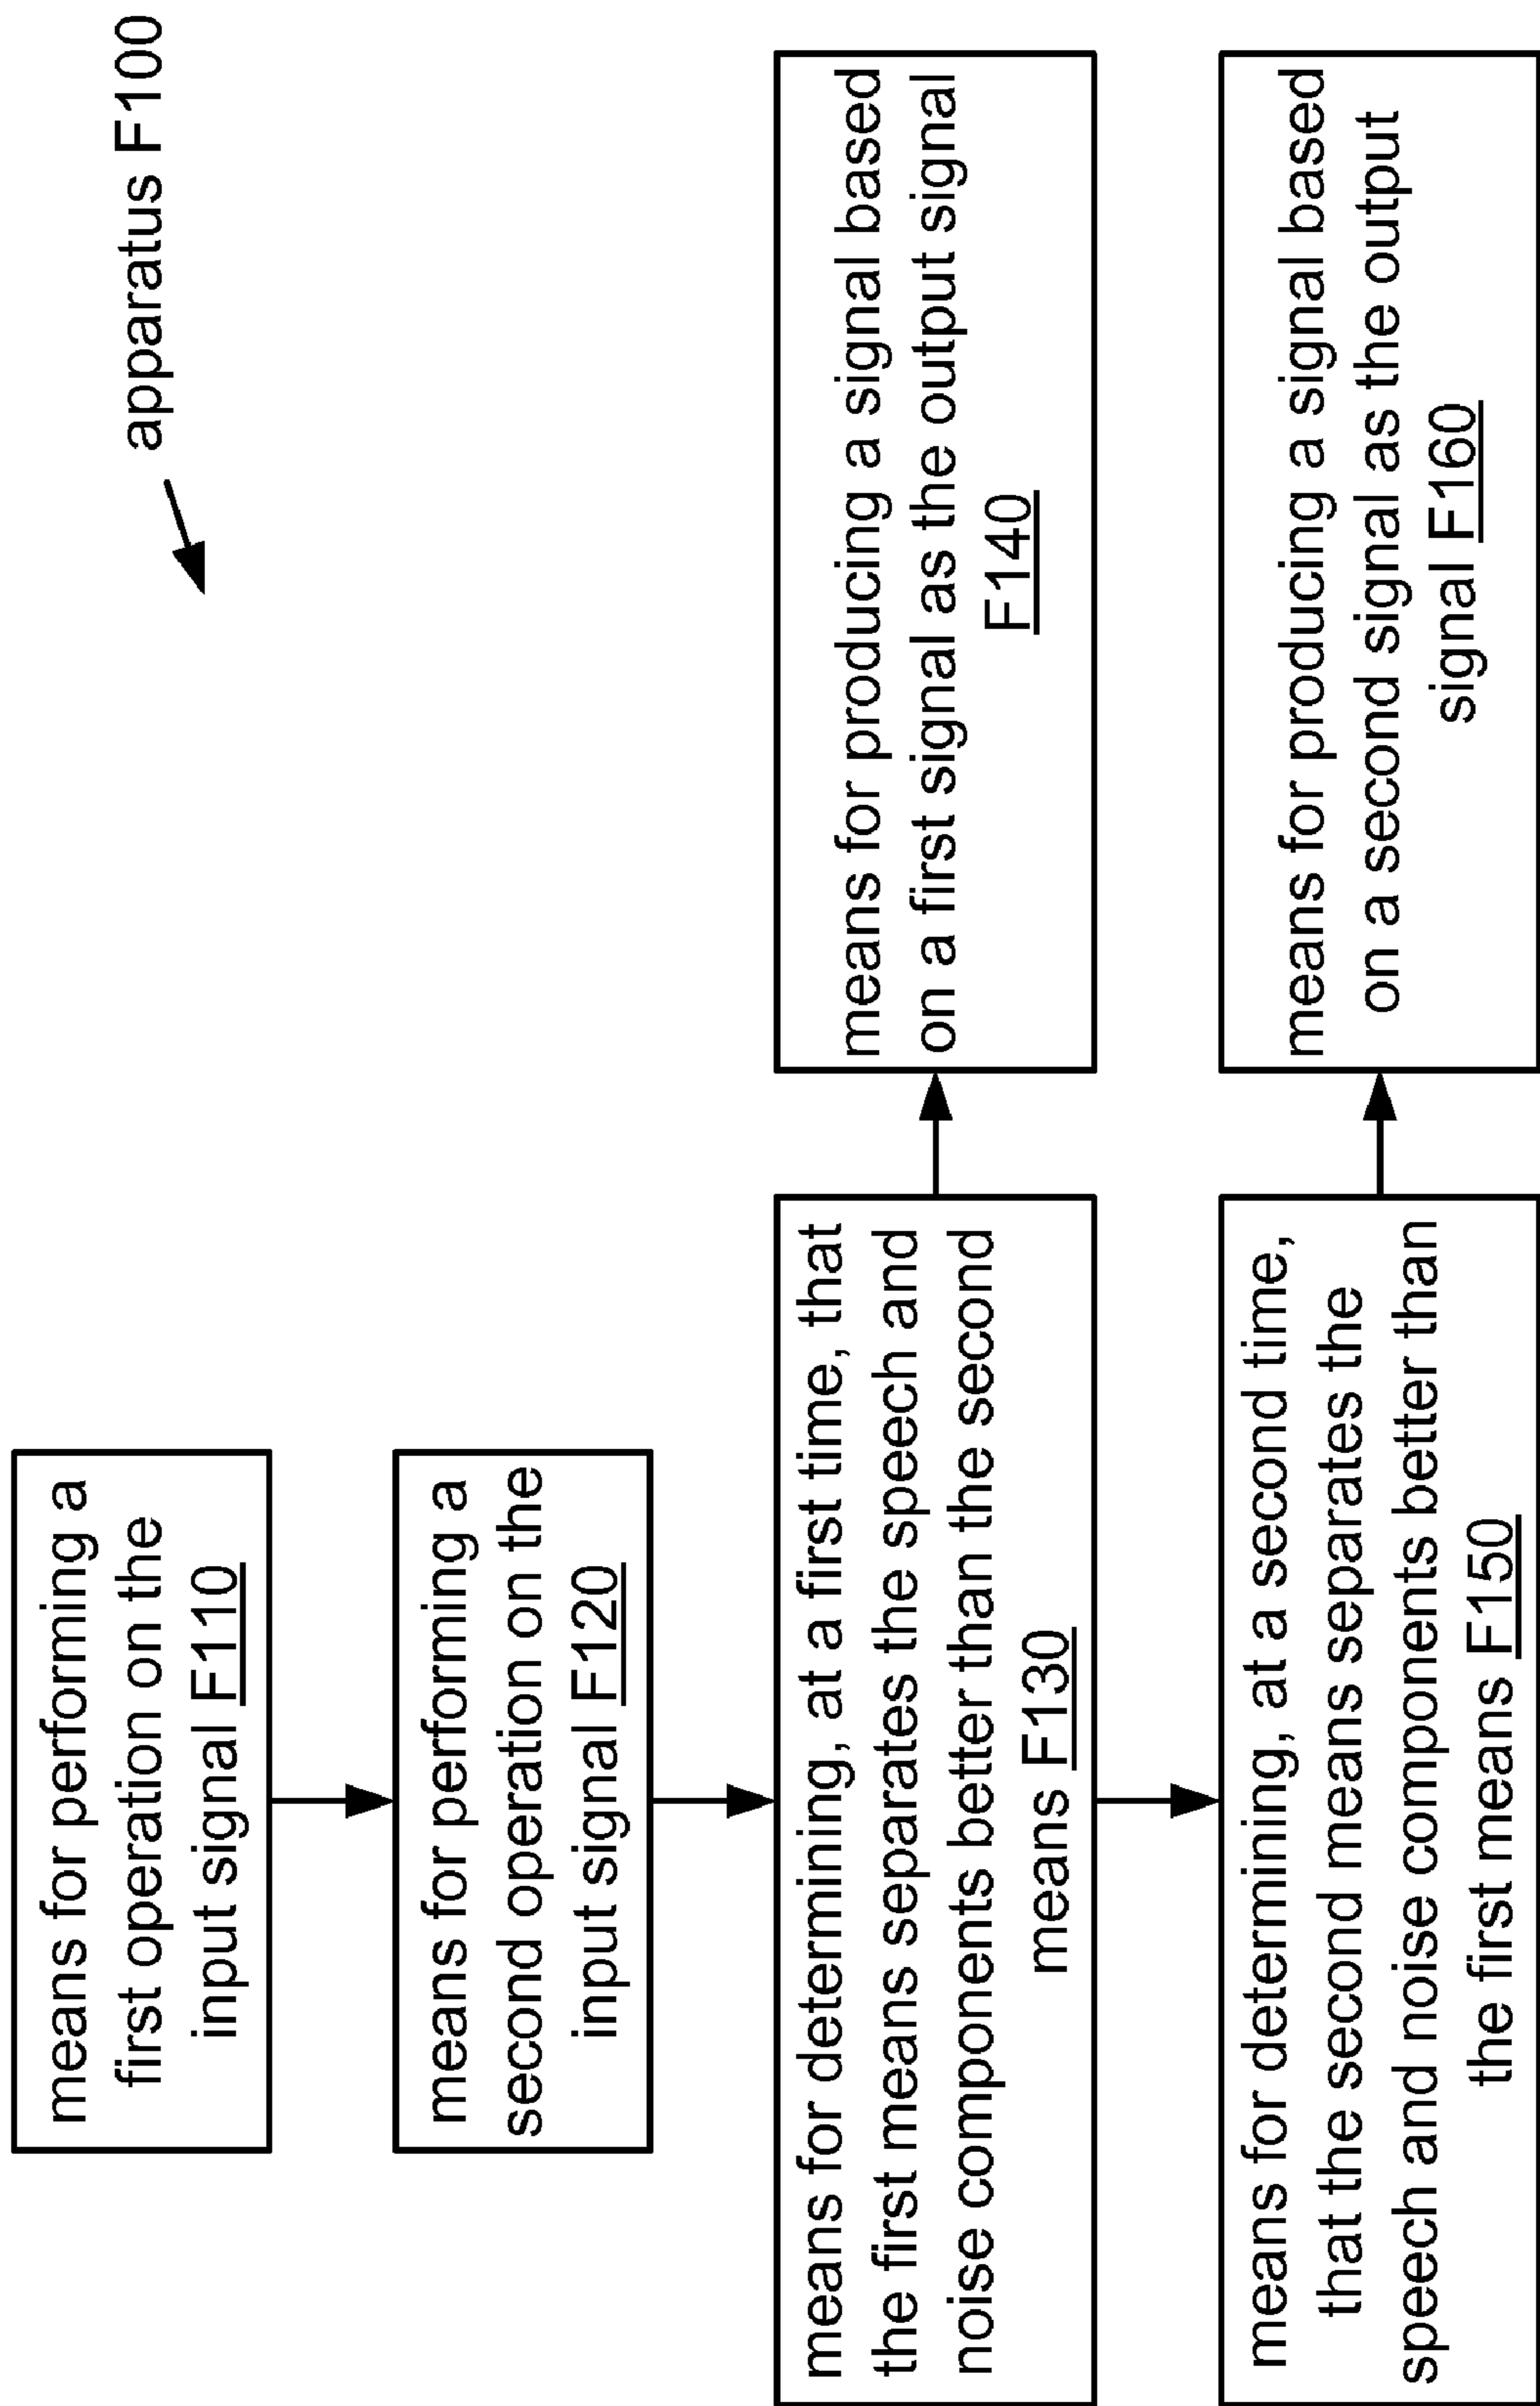 apparatus F100
means for performing a
first operation on the
input signal F110
means for performing a
second operation on the
input signal F120
means for determining, at a first time, that
the first means separates the speech and
noise components better than the second
means F130
means for producing a signal based
on a first signal as the output signal
F140
means for determining, at a second time,
that the second means separates the
speech and noise components better than
the first means F150
means for producing a signal based
on a second signal as the output
signal F160